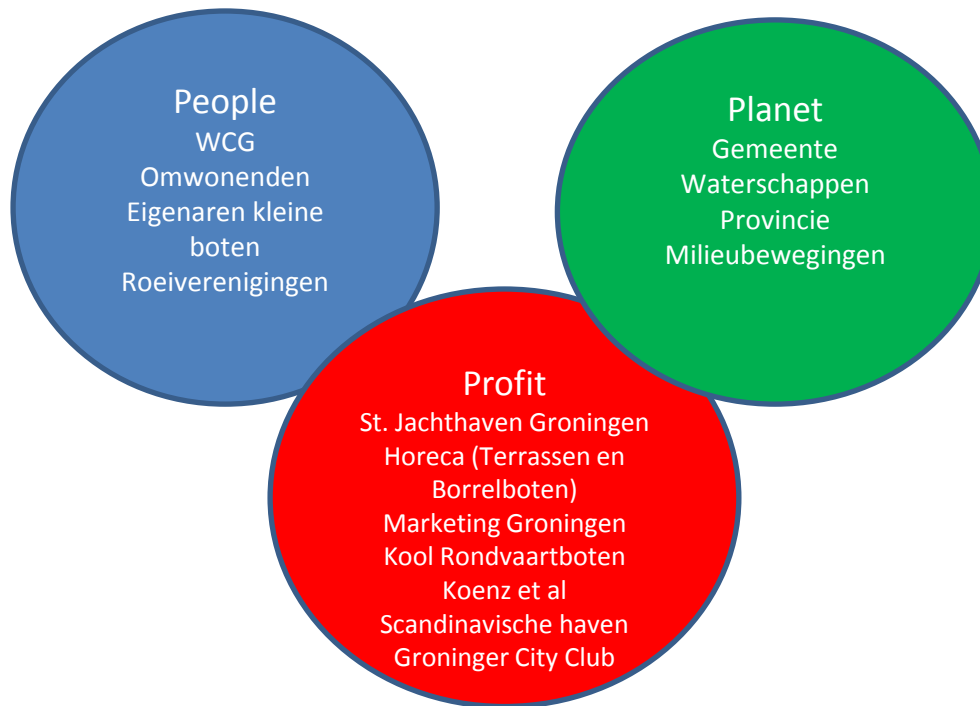 People
WCG
Omwonenden
Eigenaren kleine
boten
Roeiverenigingen
Planet
Gemeente
Waterschappen
Provincie
Milieubewegingen
Profit
St. Jachthaven Groningen
Horeca (Terrassen en
Borrelboten)
Marketing Groningen
Kool Rondvaartboten
Koenz et al
Scandinavische haven
Groninger City Club